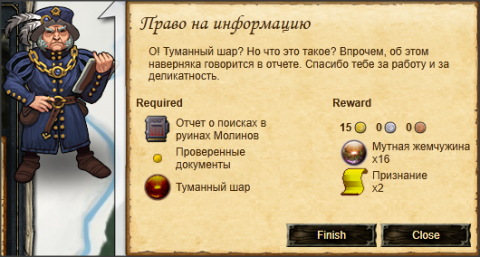 Право на информацию
О! Туманный шар? Но что это такое? Впрочем, об этом
наверняка говорится в отчете. Спасибо тебе за работу и за
деликатность.
Required
Отчет о поисках в
руинах Молинов
Проверенные
документы
Туманный шар
Reward
15 0 0
Мутная жемчужина
x16
Признание
x2
Finish Close